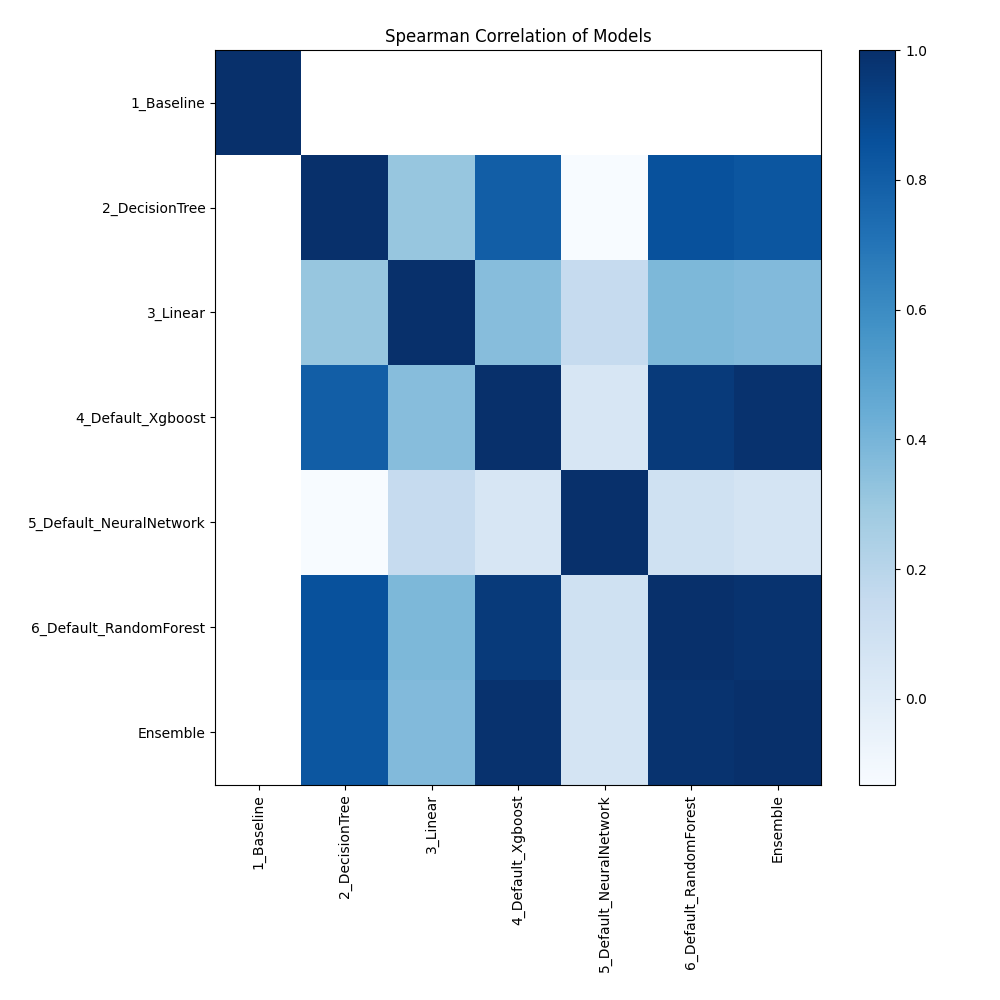 Spearman Correlation of Models
1_Baseline
2_DecisionTree
3_Linear
4_Default_Xgboost
5_Default_NeuralNetwork
6_Default_RandomForest
Ensemble
1_Baseline
2_DecisionTree
3_Linear
4_Default_Xgboost
5_Default_NeuralNetwork
6_Default_RandomForest
Ensemble
1.0
0.8
0.6
0.4
0.2
0.0